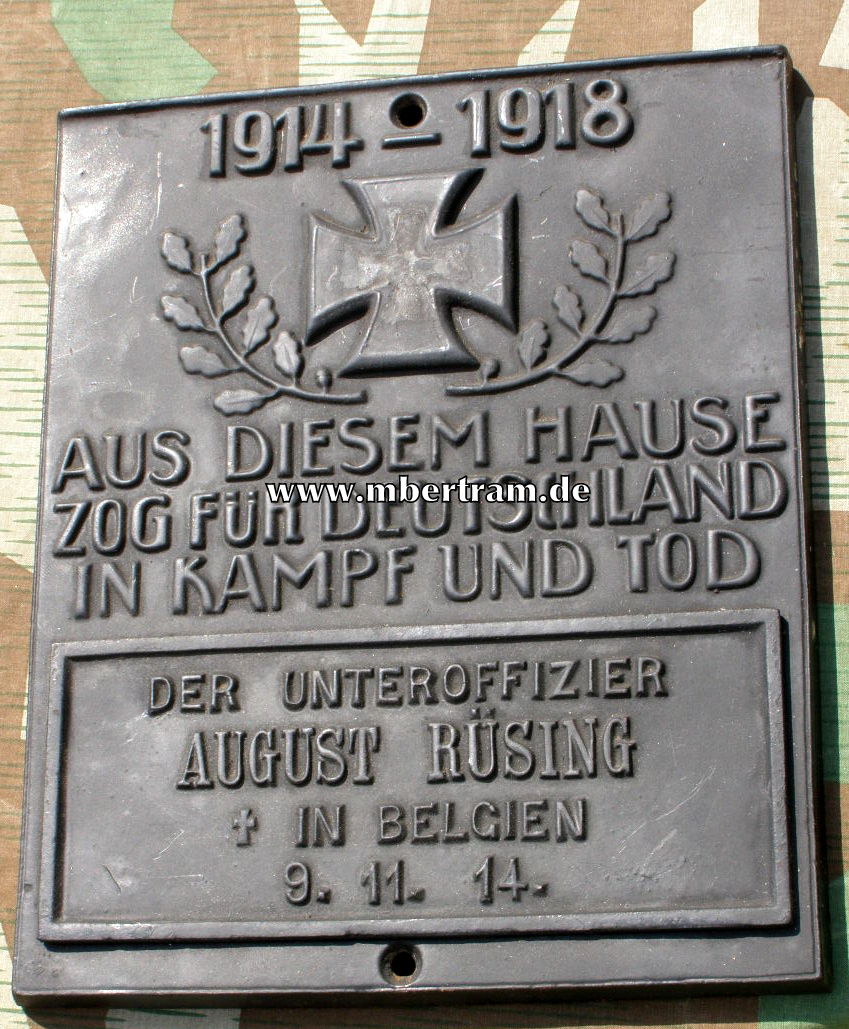 1914 – 1918
AUS DIESEM HAUSE
ZOG FÜR DEUTSCHLAND
www.mbertram.de
IN KAMPF UND TOD
DER UNTEROFFIZIER
AUGUST RÜSING
✝ IN BELGIEN
9. 11. 14.